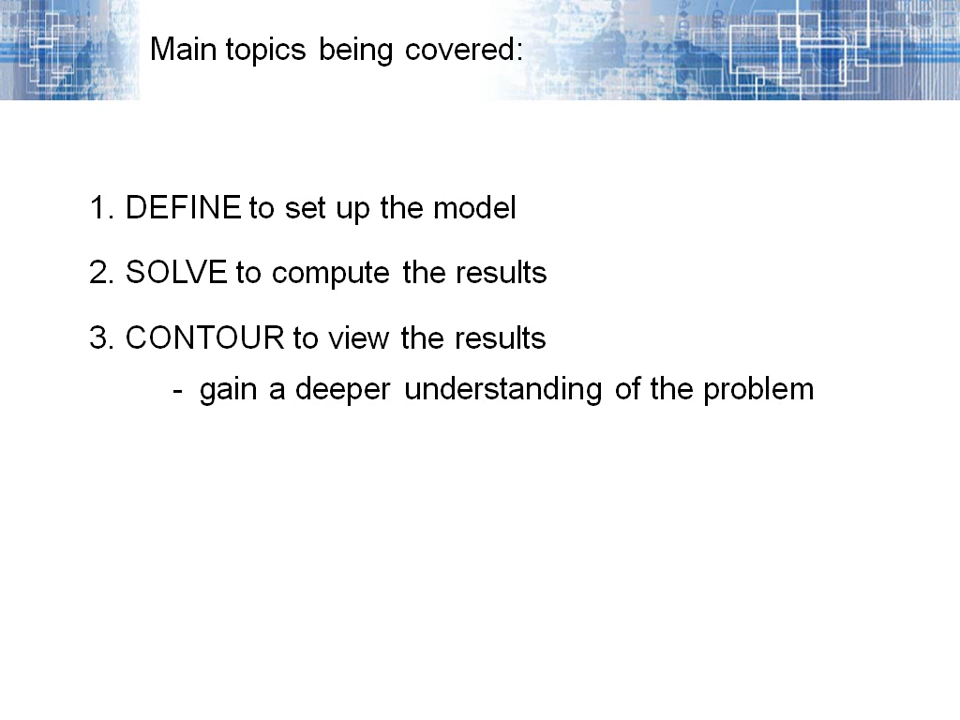 Main topics being covered:
1. DEFINE to set up the model
2. SOLVE to compute the results
3. CONTOUR to view the results
- gain a deeper understanding of the problem